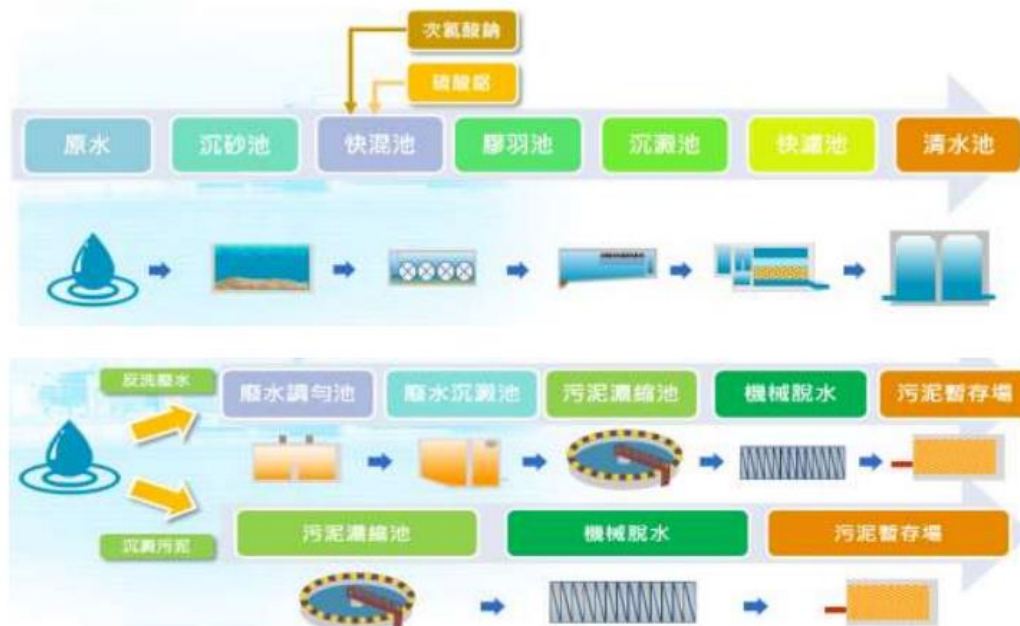 次氯酸鈉
硫酸鋁
原水
沉砂池
快混池
膠羽池
沉澱池
快濾池
清水池
反洗廢水
廢水調勻池
廢水沉澱池
污泥濃縮池
機械脫水
污泥暫存場
沉澱污泥
污泥濃縮池
機械脫水
污泥暫存場